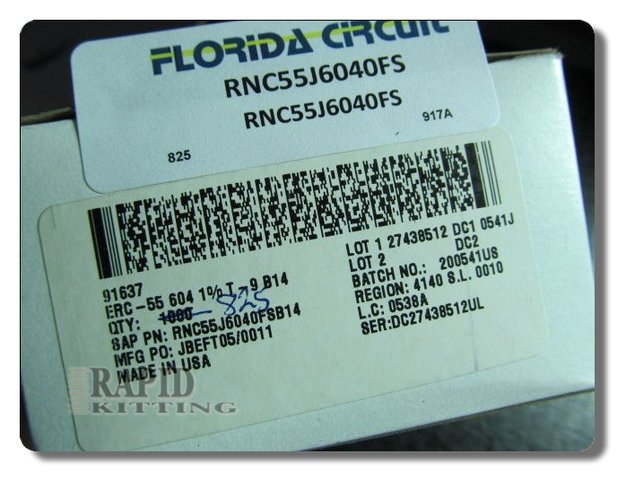 FLORIDA CIRCUIT
RNC55J6040FS
RNC55J6040FS
825
917A
91637
ERC-55 604 1% T-9 B14
QTY: 1000 825
SAP PN: RNC55J6040FSB14
MFG PO: JBEFT05/0011
MADE IN USA
LOT 1 27438512 DC1 0541J
LOT 2 DC2
BATCH NO.: 200541US
REGION: 4140 S.L. 0010
L.C: 0538A
SER:DC27438512UL
RAPID
KITTING